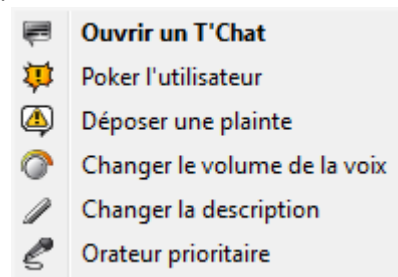 Ouvrir un T'Chat
Poker l'utilisateur
Déposer une plainte
Changer le volume de la voix
Changer la description
Orateur prioritaire